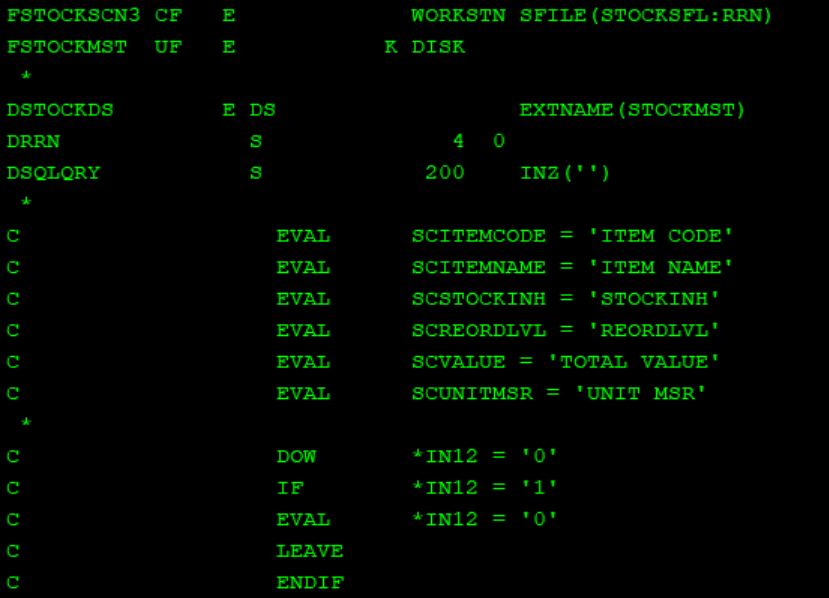 FSTOCKSCN3 CF   E             WORKSTN SFILE(STOCKSFL:RRN)
FSTOCKMST  UF   E           K DISK
 *
DSTOCKDS        E DS                  EXTNAME(STOCKMST)
DRRN              S              4  0
DSQLQRY           S            200    INZ('')
 *
C                   EVAL      SCITEMCODE = 'ITEM CODE'
C                   EVAL      SCITEMNAME = 'ITEM NAME'
C                   EVAL      SCSTOCKINH = 'STOCKINH'
C                   EVAL      SCREORDLVL = 'REORDLVL'
C                   EVAL      SCVALUE = 'TOTAL VALUE'
C                   EVAL      SCUNITMSR = 'UNIT MSR'
 *
C                   DOW       *IN12 = '0'
C                   IF        *IN12 = '1'
C                   EVAL      *IN12 = '0'
C                   LEAVE
C                   ENDIF